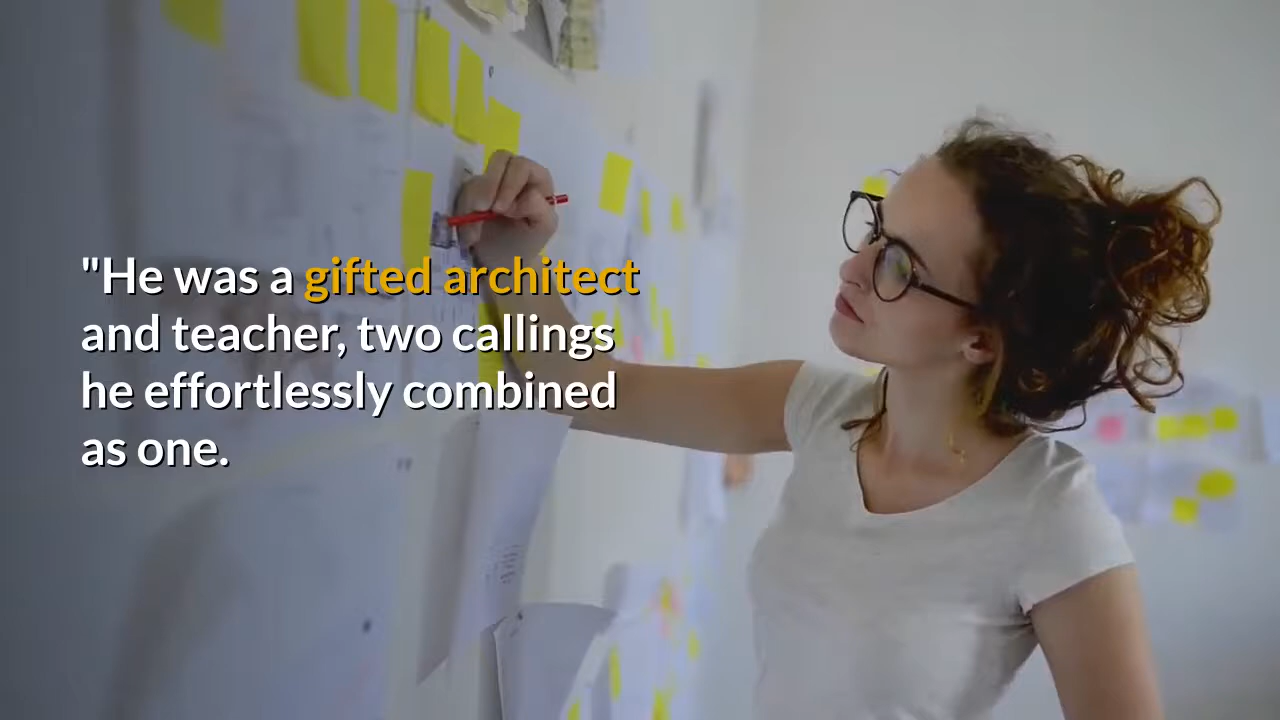 "He was a gifted architect
and teacher, two callings
he effortlessly combined
as one.